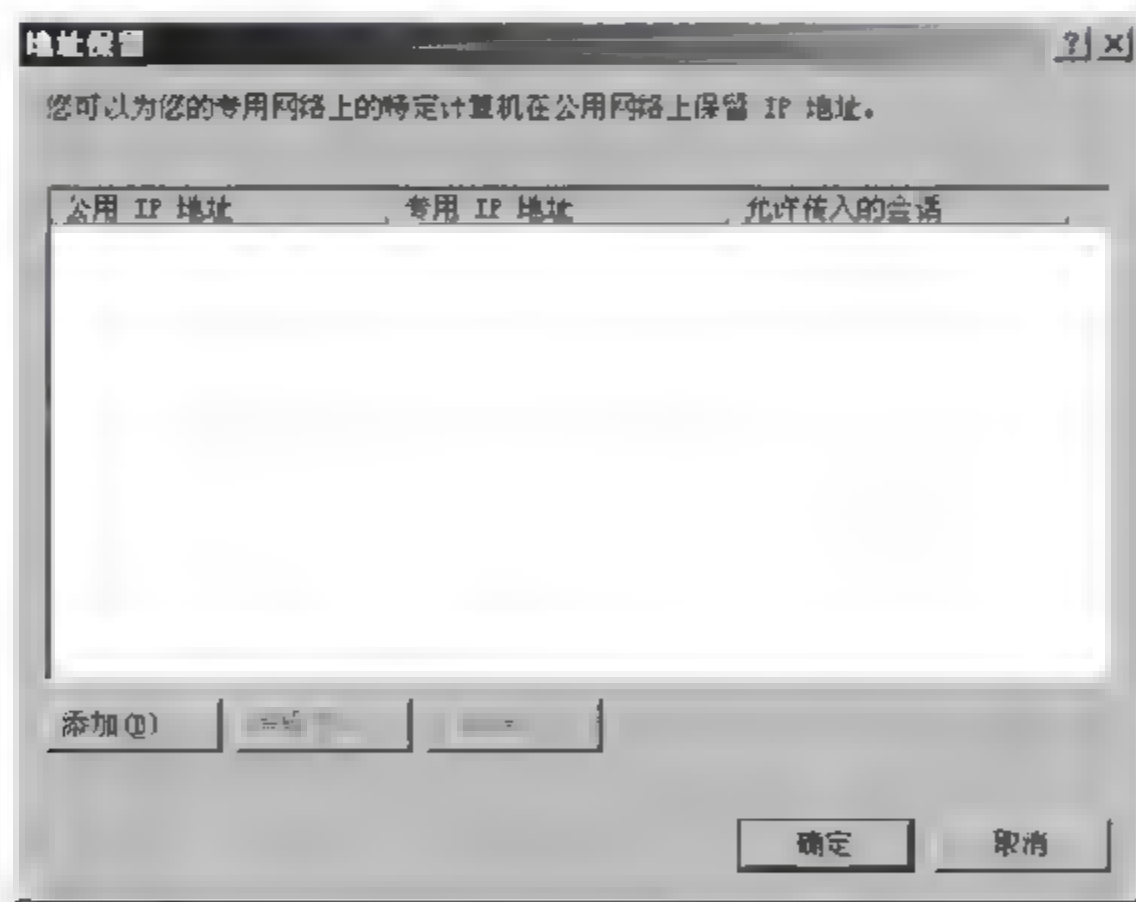 地址保留
您可以为您的专用网络上的特定计算机在公用网络上保留 IP 地址。
公用 IP 地址 专用 IP 地址 允许传入的会话
添加(D)
确定 取消